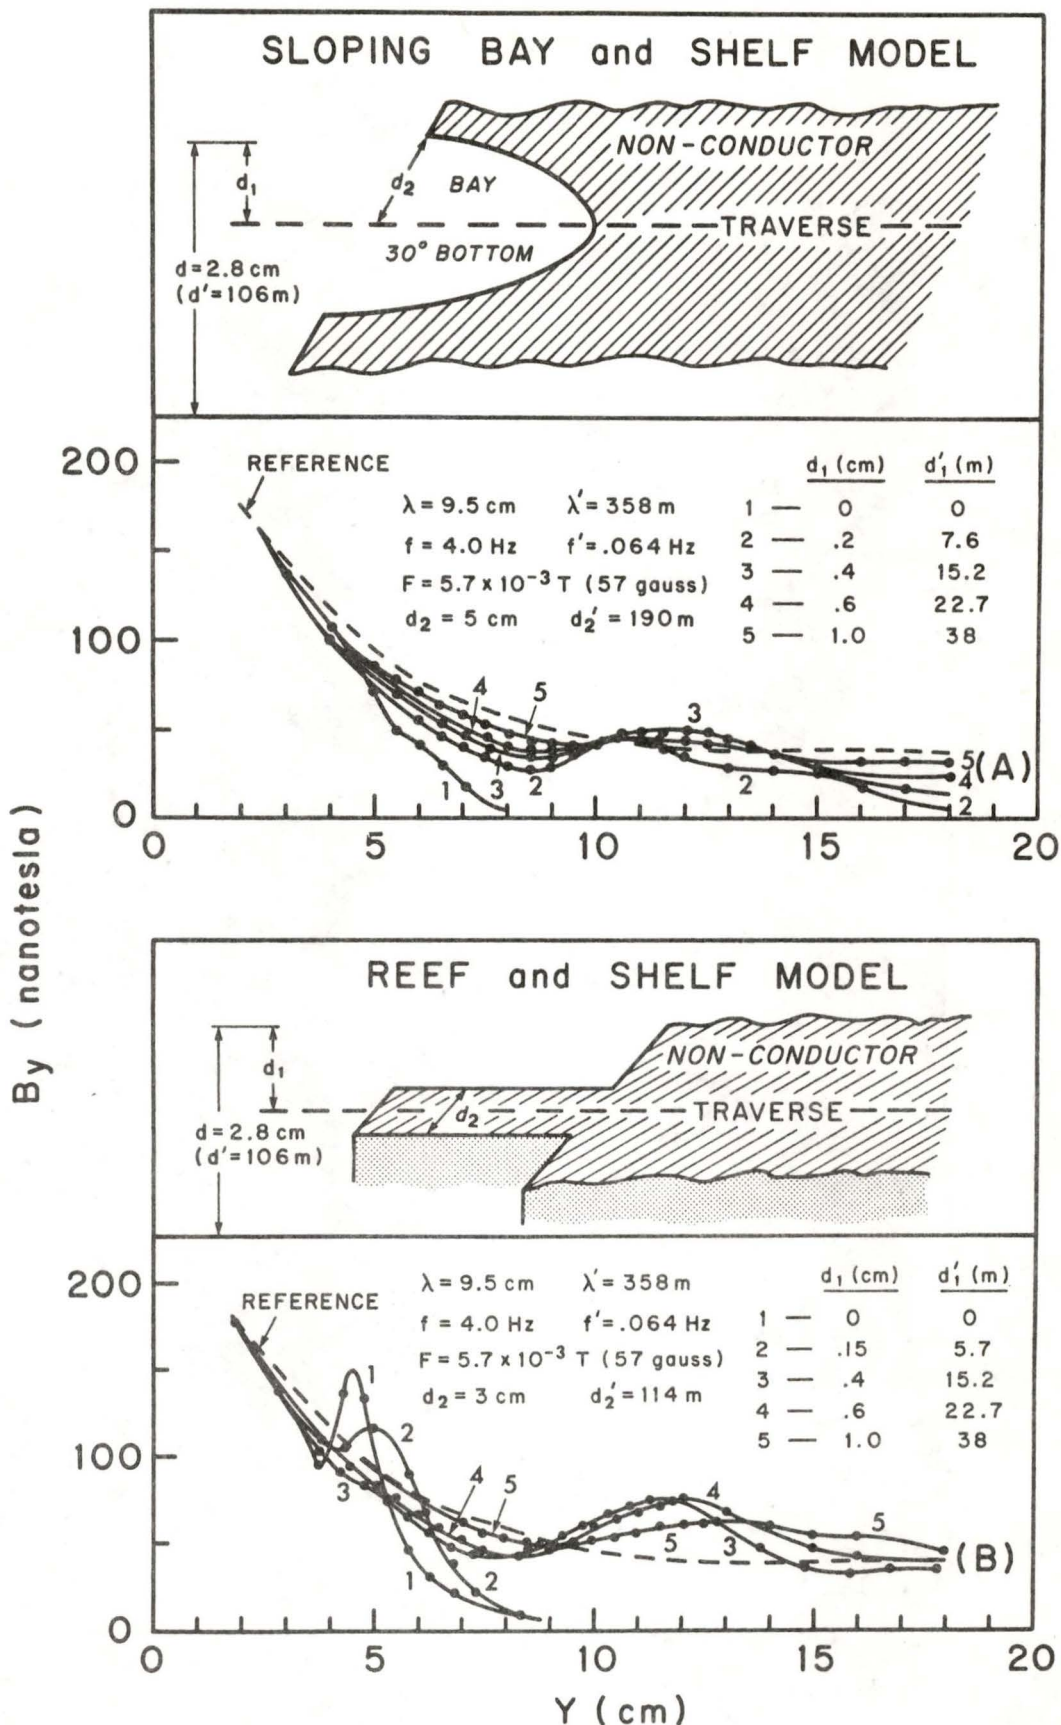 SLOPING BAY and SHELF MODEL
NON-CONDUCTOR
d₁
d₂
BAY
TRAVERSE
30° BOTTOM
d=2.8 cm
(d'=106m)
200
REFERENCE
d₁ (cm) d'₁ (m)
λ = 9.5 cm λ' = 358 m
1 — 0 0
f = 4.0 Hz f' = .064 Hz
2 — .2 7.6
F = 5.7 x 10⁻³ T (57 gauss)
3 — .4 15.2
d₂ = 5 cm d₂' = 190 m
4 — .6 22.7
5 — 1.0 38
100
4
5
3
1
3
2
2
5
4
2
(A)
0
0 5 10 15 20
By (nanotesla)
REEF and SHELF MODEL
NON-CONDUCTOR
d₁
d₂
TRAVERSE
d=2.8 cm
(d'=106m)
200
REFERENCE
d₁ (cm) d'₁ (m)
λ = 9.5 cm λ' = 358 m
1 — 0 0
f = 4.0 Hz f' = .064 Hz
2 — .15 5.7
F = 5.7 x 10⁻³ T (57 gauss)
3 — .4 15.2
d₂ = 3 cm d₂' = 114 m
4 — .6 22.7
5 — 1.0 38
100
1
2
3
4
5
4
5
3
5
1
2
(B)
0
0 5 10 15 20
Y (cm)